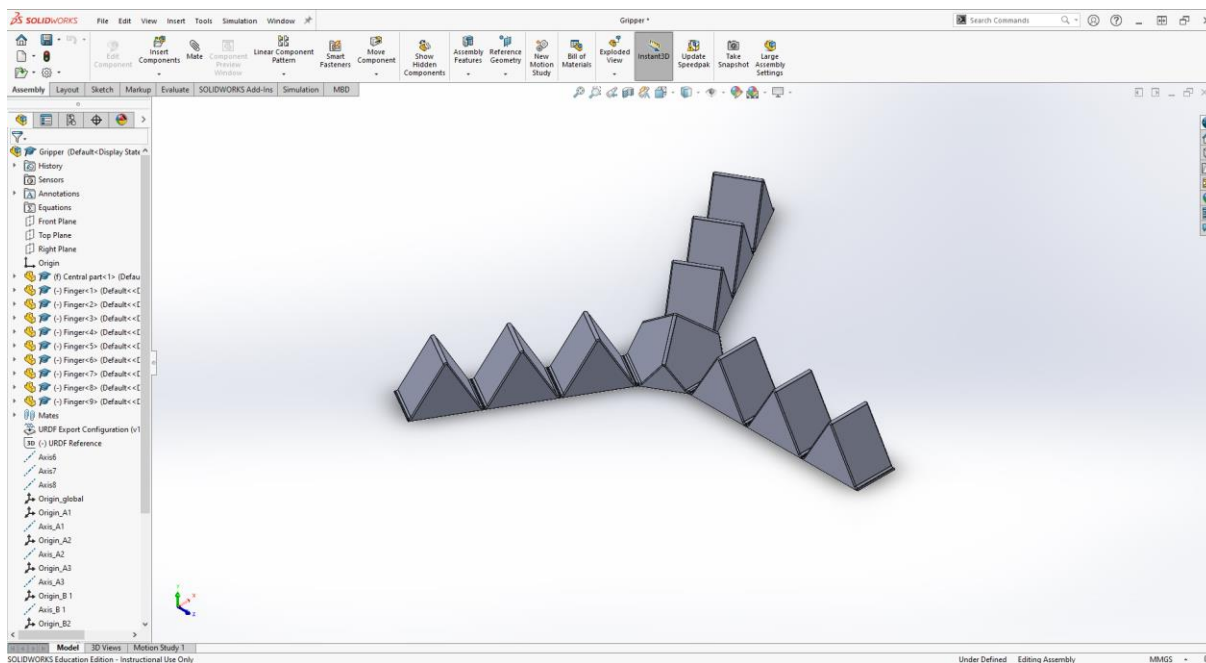 SOLIDWORKS File Edit View Insert Tools Simulation Window Gripper * Search Commands
Edit Component
Insert Components
Mate
Component Preview Window
Linear Component Pattern
Smart Fasteners
Move Component
Show Hidden Components
Assembly Features
Reference Geometry
New Motion Study
Bill of Materials
Exploded View
Instant3D
Update Speedpak
Take Snapshot
Large Assembly Settings
Assembly Layout Sketch Markup Evaluate SOLIDWORKS Add-Ins Simulation MBD
Gripper (Default<Display State
History
Sensors
Annotations
Equations
Front Plane
Top Plane
Right Plane
Origin
(f) Central part<1> (Defau
(-) Finger<1> (Default<<D
(-) Finger<2> (Default<<D
(-) Finger<3> (Default<<D
(-) Finger<4> (Default<<D
(-) Finger<5> (Default<<D
(-) Finger<6> (Default<<D
(-) Finger<7> (Default<<D
(-) Finger<8> (Default<<D
(-) Finger<9> (Default<<D
Mates
URDF Export Configuration (v1
3D (-) URDF Reference
Axis6
Axis7
Axis8
Origin_global
Origin_A1
Axis_A1
Origin_A2
Axis_A2
Origin_A3
Axis_A3
Origin_B 1
Axis_B 1
Origin_B2
Model 3D Views Motion Study 1
SOLIDWORKS Education Edition - Instructional Use Only Under Defined Editing Assembly MMGS